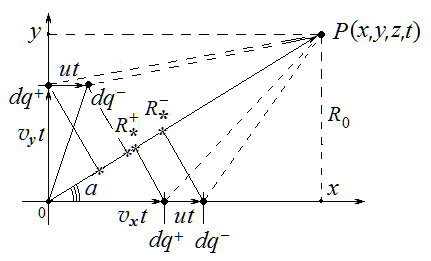 y
P(x,y,z,t)
ut
dq⁺ dq⁻
R*⁺ R*⁻
R₀
vyt
a
x
0
vxt ut
dq⁺ dq⁻